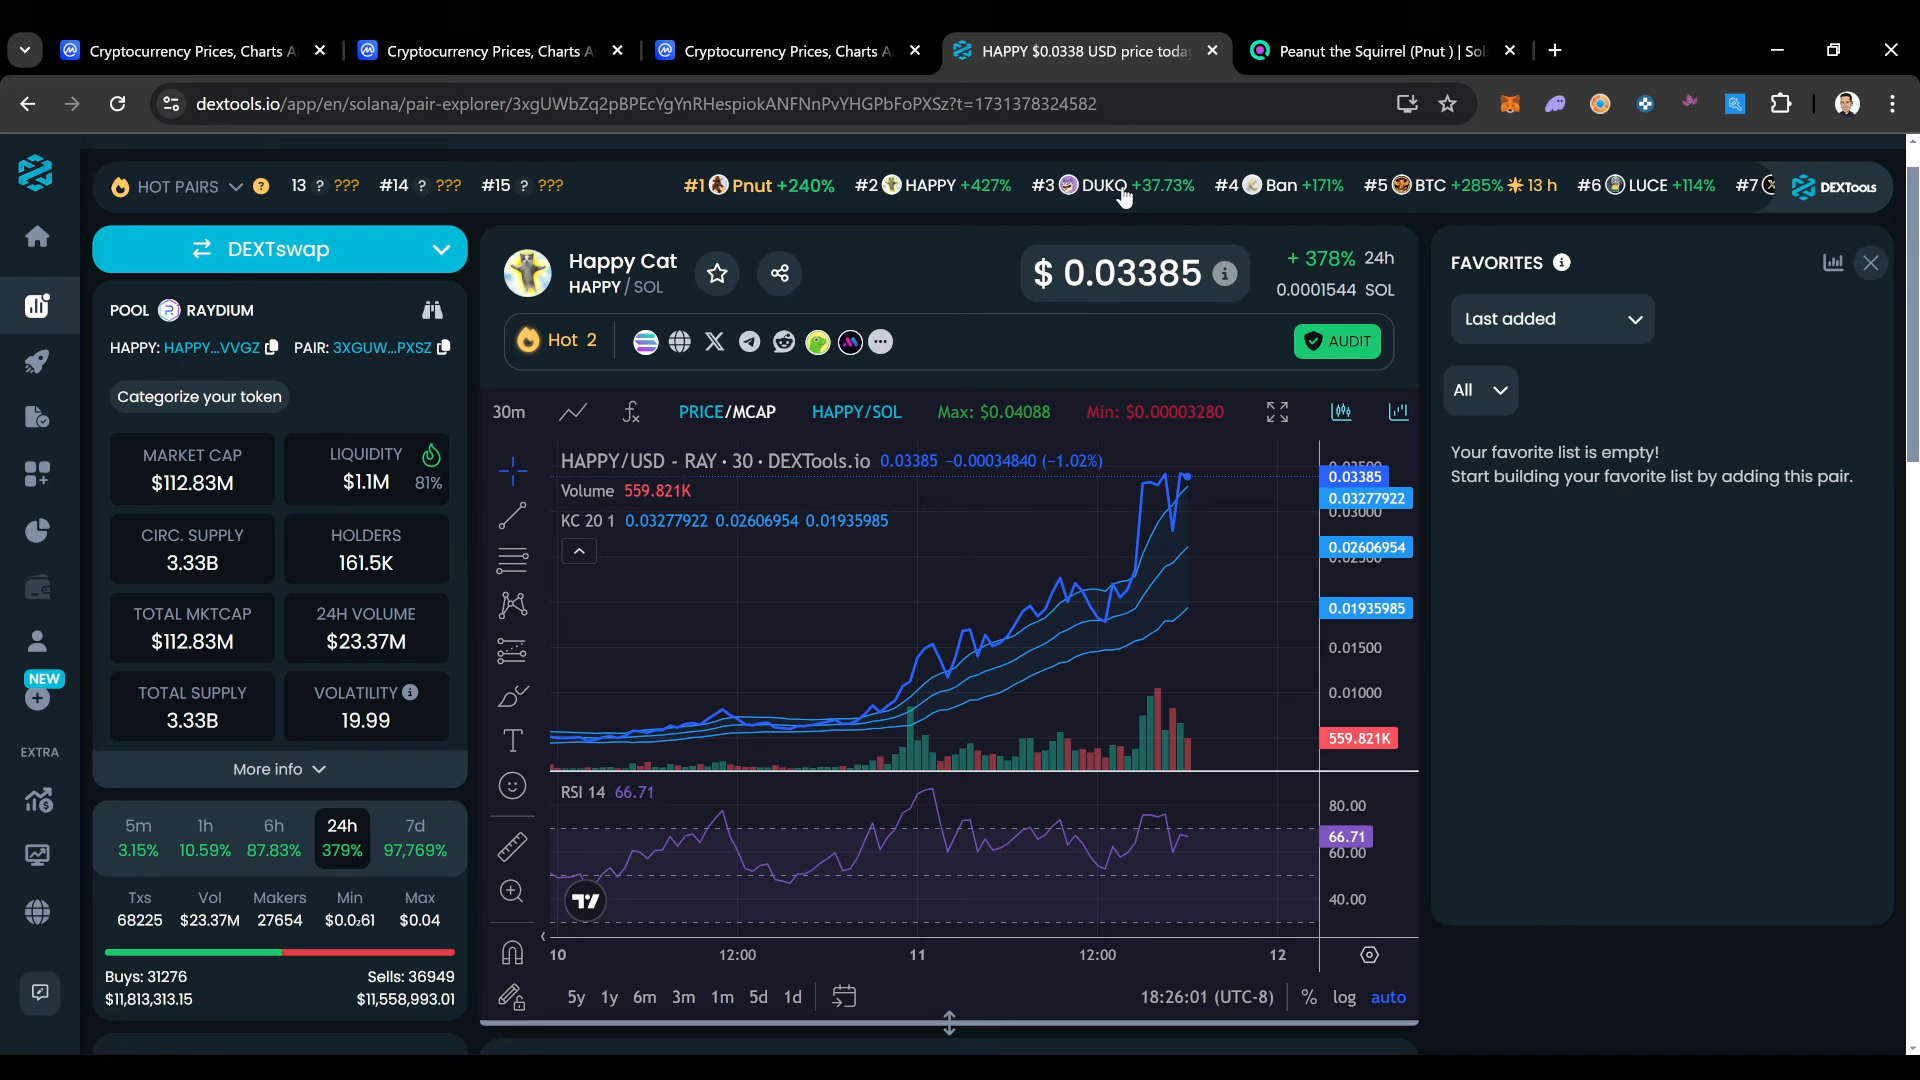 Cryptocurrency Prices, Charts A
Cryptocurrency Prices, Charts A
Cryptocurrency Prices, Charts A
HAPPY $0.0338 USD price today
Peanut the Squirrel (Pnut ) | Sol
dextools.io/app/en/solana/pair-explorer/3xgUWbZq2pBPEcYgYnRHespiokANFNnPvYHGPbFoPXSz?t=1731378324582
HOT PAIRS ? 13 ? ??? #14 ? ??? #15 ? ??? #1 Pnut +240% #2 HAPPY +427% #3 DUKO +37.73% #4 Ban +171% #5 BTC +285% 13 h #6 LUCE +114% #7 DEXTools
DEXTswap
POOL RAYDIUM
HAPPY: HAPPY...VVGZ PAIR: 3XGUW...PXSZ
Categorize your token
MARKET CAP
$112.83M
LIQUIDITY
$1.1M 81%
CIRC. SUPPLY
3.33B
HOLDERS
161.5K
TOTAL MKTCAP
$112.83M
24H VOLUME
$23.37M
TOTAL SUPPLY
3.33B
VOLATILITY
19.99
More info
5m 1h 6h 24h 7d
3.15% 10.59% 87.83% 379% 97,769%
Txs Vol Makers Min Max
68225 $23.37M 27654 $0.0₂61 $0.04
Buys: 31276 Sells: 36949
$11,813,313.15 $11,558,993.01
NEW
EXTRA
Happy Cat
HAPPY / SOL
$ 0.03385
+ 378% 24h
0.0001544 SOL
Hot 2
AUDIT
30m PRICE/MCAP HAPPY/SOL Max: $0.04088 Min: $0.00003280
HAPPY/USD - RAY · 30 · DEXTools.io 0.03385 −0.00034840 (−1.02%)
Volume 559.821K
KC 20 1 0.03277922 0.02606954 0.01935985
0.03385
0.03277922
0.03000
0.02606954
0.01935985
0.01500
0.01000
559.821K
RSI 14 66.71
80.00
66.71
60.00
40.00
10 12:00 11 12:00 12
5y 1y 6m 3m 1m 5d 1d 18:26:01 (UTC-8) % log auto
FAVORITES
Last added
All
Your favorite list is empty!
Start building your favorite list by adding this pair.